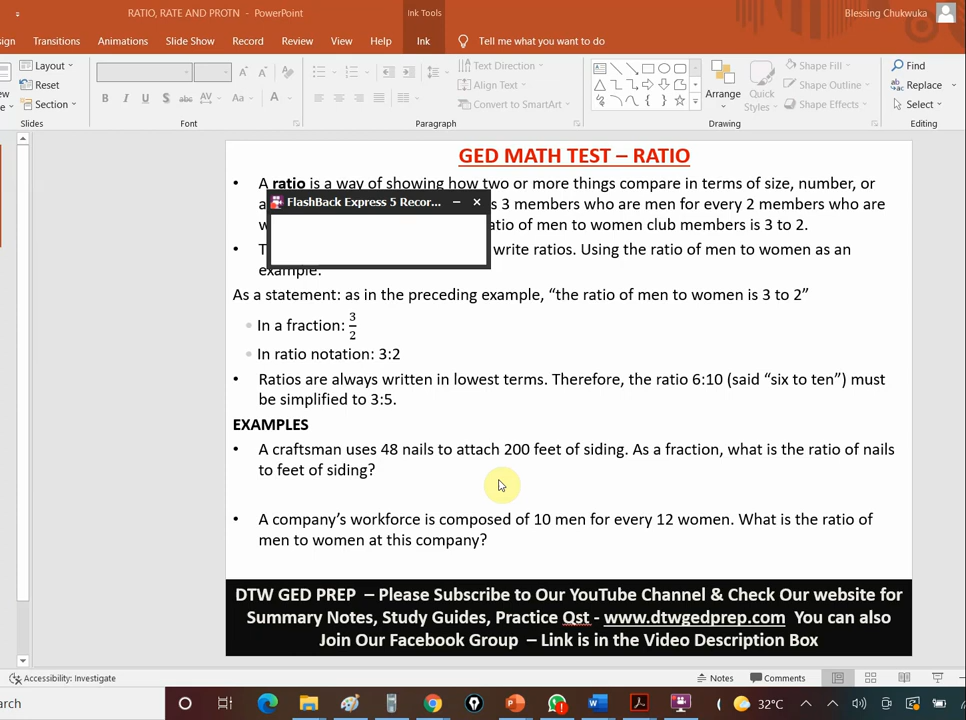 RATIO, RATE AND PROTN - PowerPoint
Ink Tools
Blessing Chukwuka
sign Transitions Animations Slide Show Record Review View Help Ink Tell me what you want to do
Layout
Reset
Section
Slides
B I U S abc AV Aa A
Font
Text Direction
Align Text
Convert to SmartArt
Paragraph
Arrange
Quick Styles
Shape Fill
Shape Outline
Shape Effects
Drawing
Find
Replace
Select
Editing
GED MATH TEST – RATIO
• A ratio is a way of showing how two or more things compare in terms of size, number, or
s 3 members who are men for every 2 members who are
atio of men to women club members is 3 to 2.
FlashBack Express 5 Recor...
• T write ratios. Using the ratio of men to women as an
example.
As a statement: as in the preceding example, “the ratio of men to women is 3 to 2”
In a fraction: 3/2
In ratio notation: 3:2
• Ratios are always written in lowest terms. Therefore, the ratio 6:10 (said “six to ten”) must
be simplified to 3:5.
EXAMPLES
• A craftsman uses 48 nails to attach 200 feet of siding. As a fraction, what is the ratio of nails
to feet of siding?
• A company’s workforce is composed of 10 men for every 12 women. What is the ratio of
men to women at this company?
DTW GED PREP – Please Subscribe to Our YouTube Channel & Check Our website for
Summary Notes, Study Guides, Practice Qst - www.dtwgedprep.com You can also
Join Our Facebook Group – Link is in the Video Description Box
Accessibility: Investigate
Notes
Comments
rch
32°C